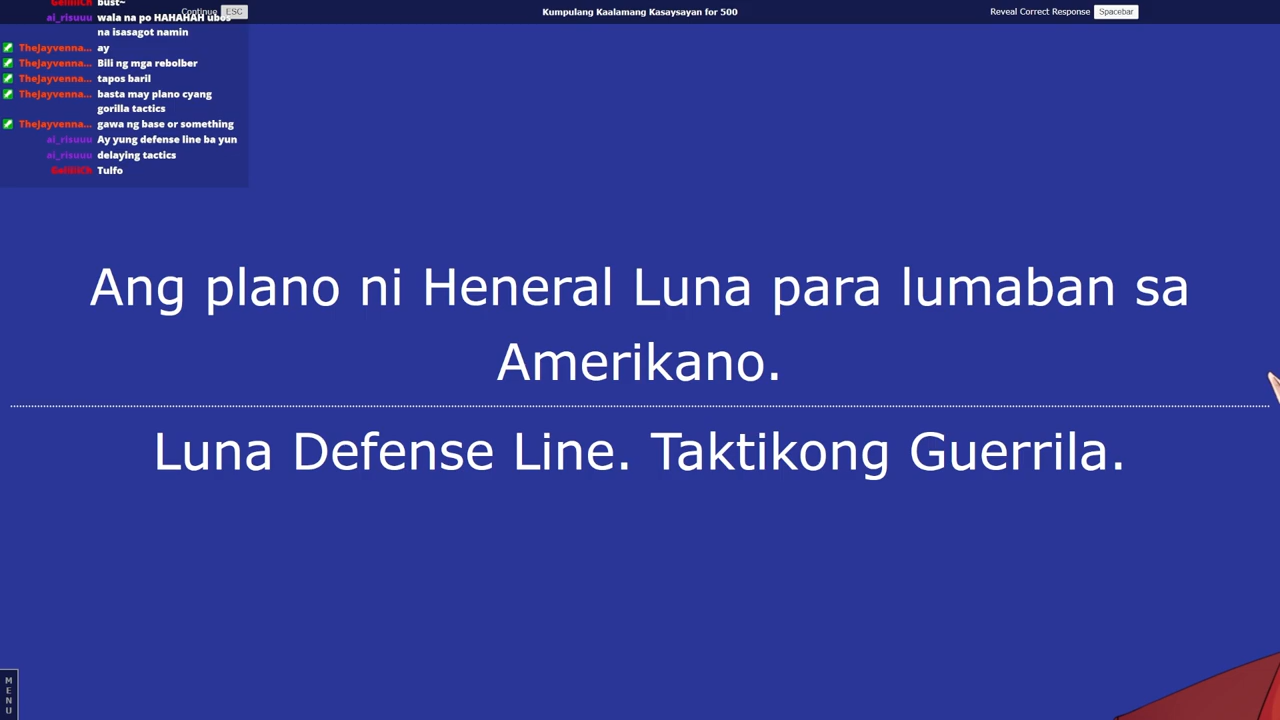 bust~
Continue ESC
Kumpulang Kaalamang Kasaysayan for 500
Reveal Correct Response Spacebar
ai_risuuu wala na po HAHAHAH ubos
na isasagot namin
TheJayvenna... ay
TheJayvenna... Bili ng mga rebolber
TheJayvenna... tapos baril
TheJayvenna... basta may plano cyang
gorilla tactics
TheJayvenna... gawa ng base or something
ai_risuuu Ay yung defense line ba yun
ai_risuuu delaying tactics
Tulfo
Ang plano ni Heneral Luna para lumaban sa
Amerikano.
Luna Defense Line. Taktikong Guerrila.
MENU